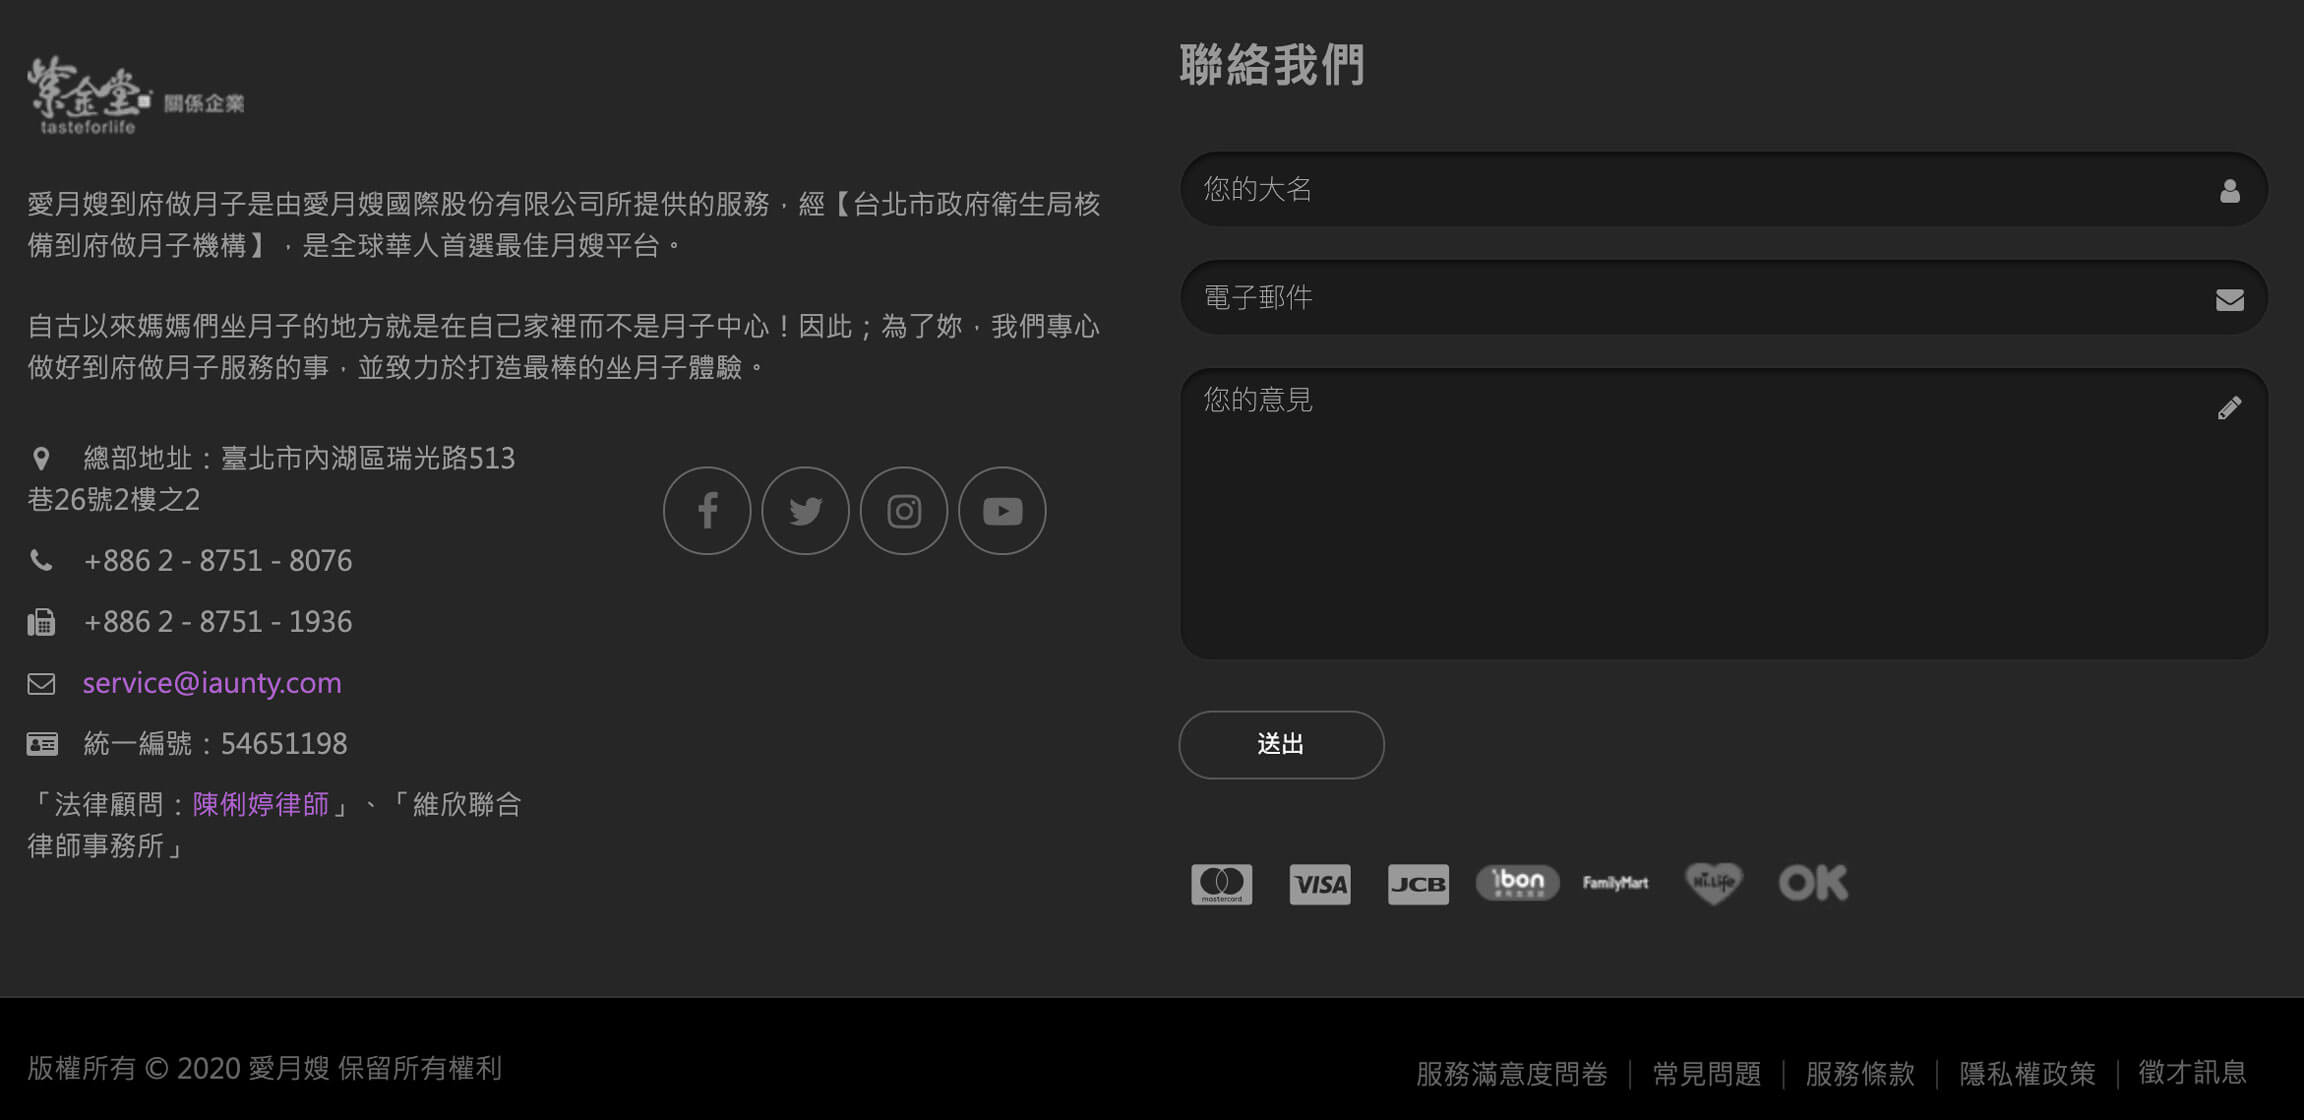 紫金堂 關係企業
tasteforlife
愛月嫂到府做月子是由愛月嫂國際股份有限公司所提供的服務，經【台北市政府衛生局核
備到府做月子機構】，是全球華人首選最佳月嫂平台。
自古以來媽媽們坐月子的地方就是在自己家裡而不是月子中心！因此；為了妳，我們專心
做好到府做月子服務的事，並致力於打造最棒的坐月子體驗。
總部地址：臺北市內湖區瑞光路513
巷26號2樓之2
+886 2 - 8751 - 8076
+886 2 - 8751 - 1936
service@iaunty.com
統一編號：54651198
「法律顧問：陳俐婷律師」、「維欣聯合
律師事務所」
聯絡我們
您的大名
電子郵件
您的意見
送出
mastercard VISA JCB ibon FamilyMart Hi-Life OK
版權所有 © 2020 愛月嫂 保留所有權利
服務滿意度問卷 | 常見問題 | 服務條款 | 隱私權政策 | 徵才訊息